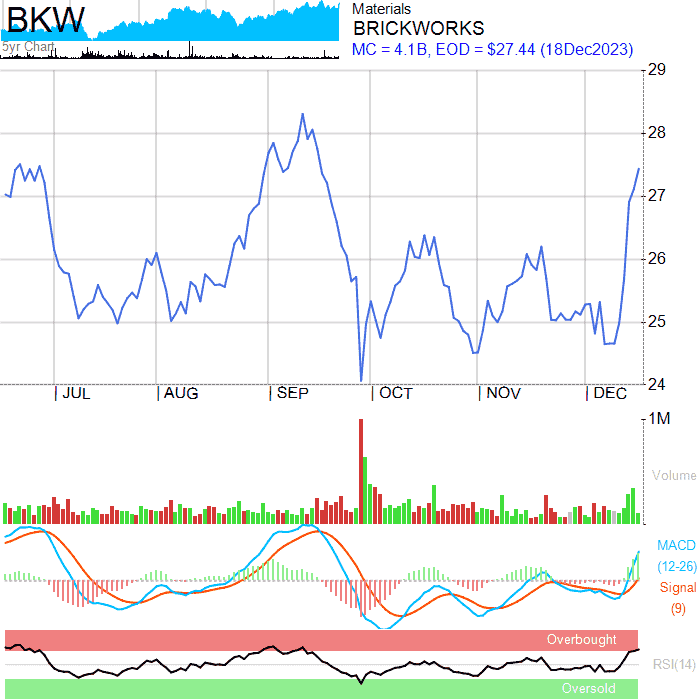 BKW
5yr Chart
Materials
BRICKWORKS
MC = 4.1B, EOD = $27.44 (18Dec2023)
29
28
27
26
25
24
JUL AUG SEP OCT NOV DEC
1M
Volume
MACD
(12-26)
Signal
(9)
Overbought
RSI(14)
Oversold